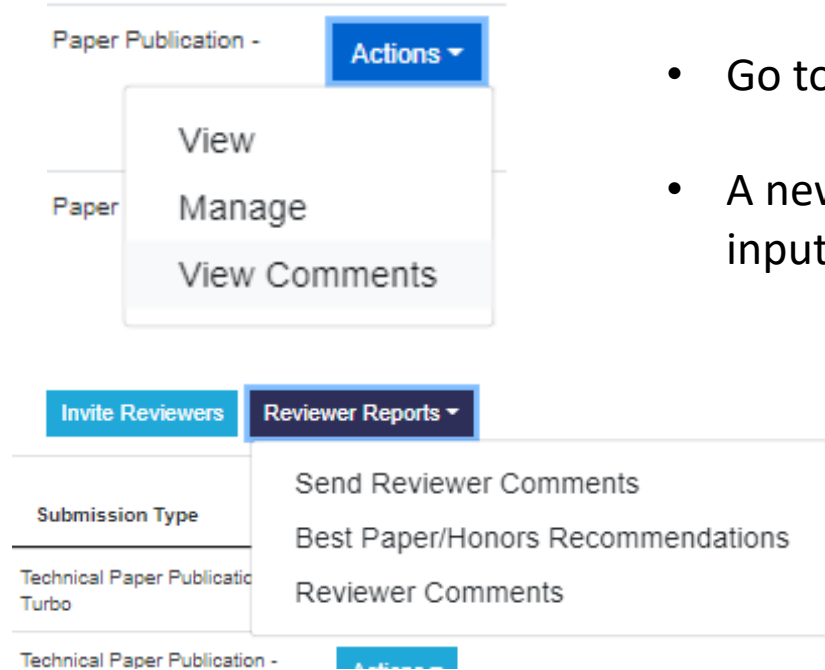 Paper Publication -
Actions
• Go to
View
• A new
Paper
Manage
input
View Comments
Invite Reviewers
Reviewer Reports
Send Reviewer Comments
Submission Type
Best Paper/Honors Recommendations
Technical Paper Publicatio
Turbo
Reviewer Comments
Technical Paper Publication -
Actions